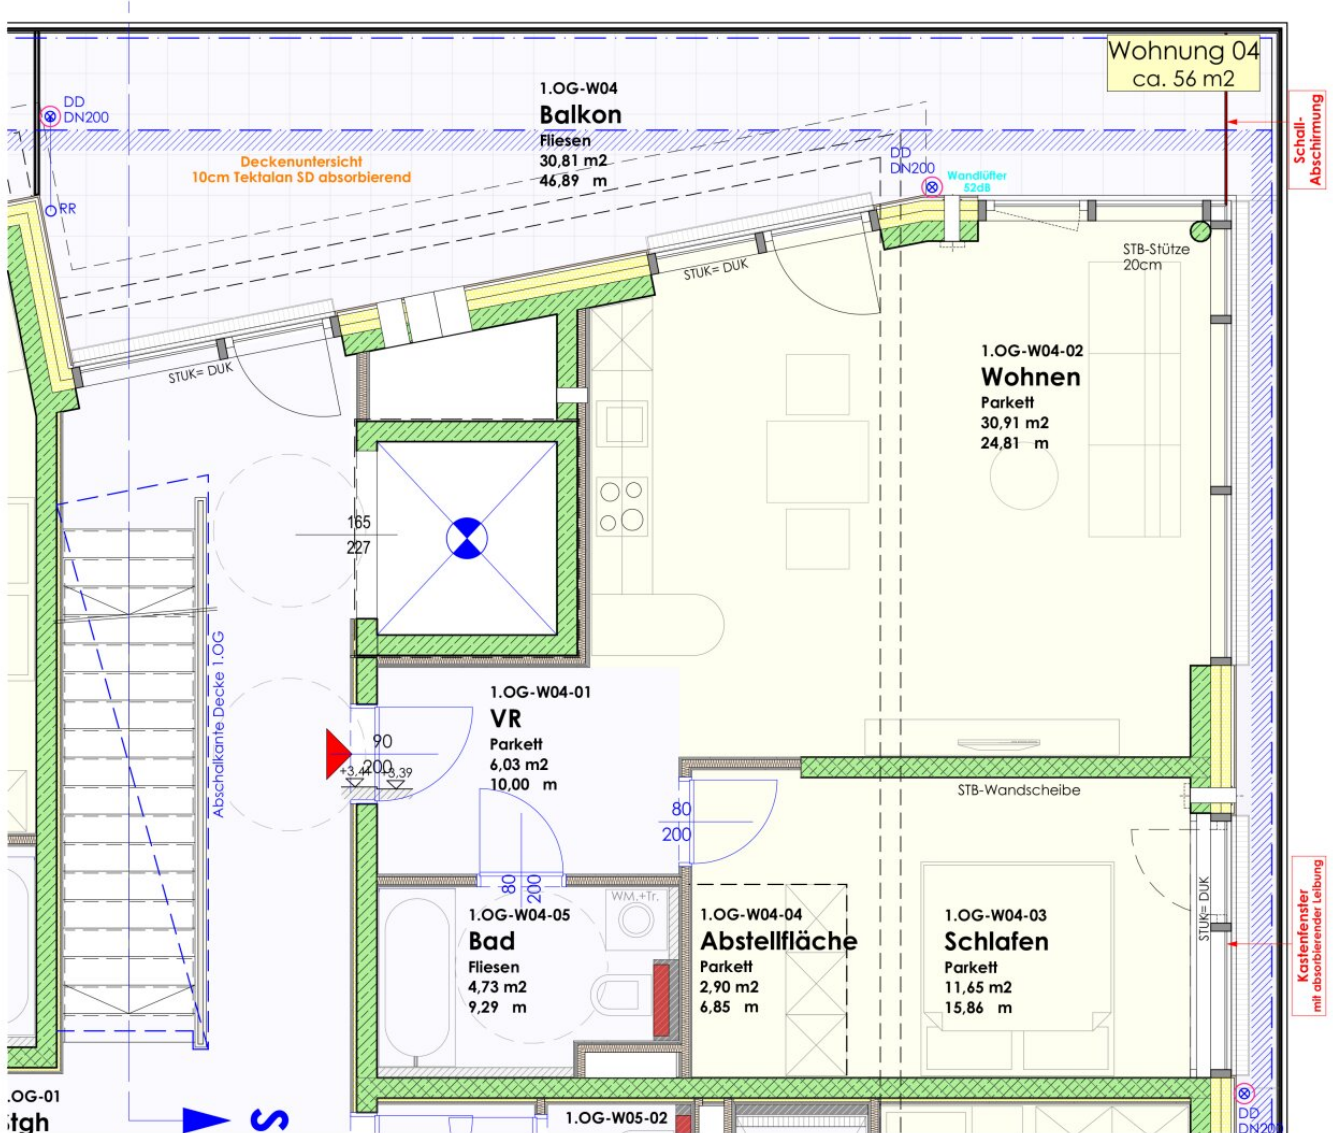 Wohnung 04
ca. 56 m2
1.OG-W04
Balkon
Fliesen
30,81 m2
46,89 m
DD
DN200
Deckenuntersicht
10cm Tektalan SD absorbierend
DD
DN200
Wandlüfter
52dB
Schall-
Abschirmung
RR
STB-Stütze
20cm
STUK= DUK
STUK= DUK
1.OG-W04-02
Wohnen
Parkett
30,91 m2
24,81 m
165
227
Abschalkante Decke 1.OG
1.OG-W04-01
VR
Parkett
6,03 m2
10,00 m
90
200
+3,39
STB-Wandscheibe
80
200
80
200
WM.+Tr.
1.OG-W04-05
Bad
Fliesen
4,73 m2
9,29 m
1.OG-W04-04
Abstellfläche
Parkett
2,90 m2
6,85 m
1.OG-W04-03
Schlafen
Parkett
11,65 m2
15,86 m
STUK= DUK
Kastenfenster
mit absorbierender Leibung
.OG-01
Stgh
S
1.OG-W05-02
DD
DN200